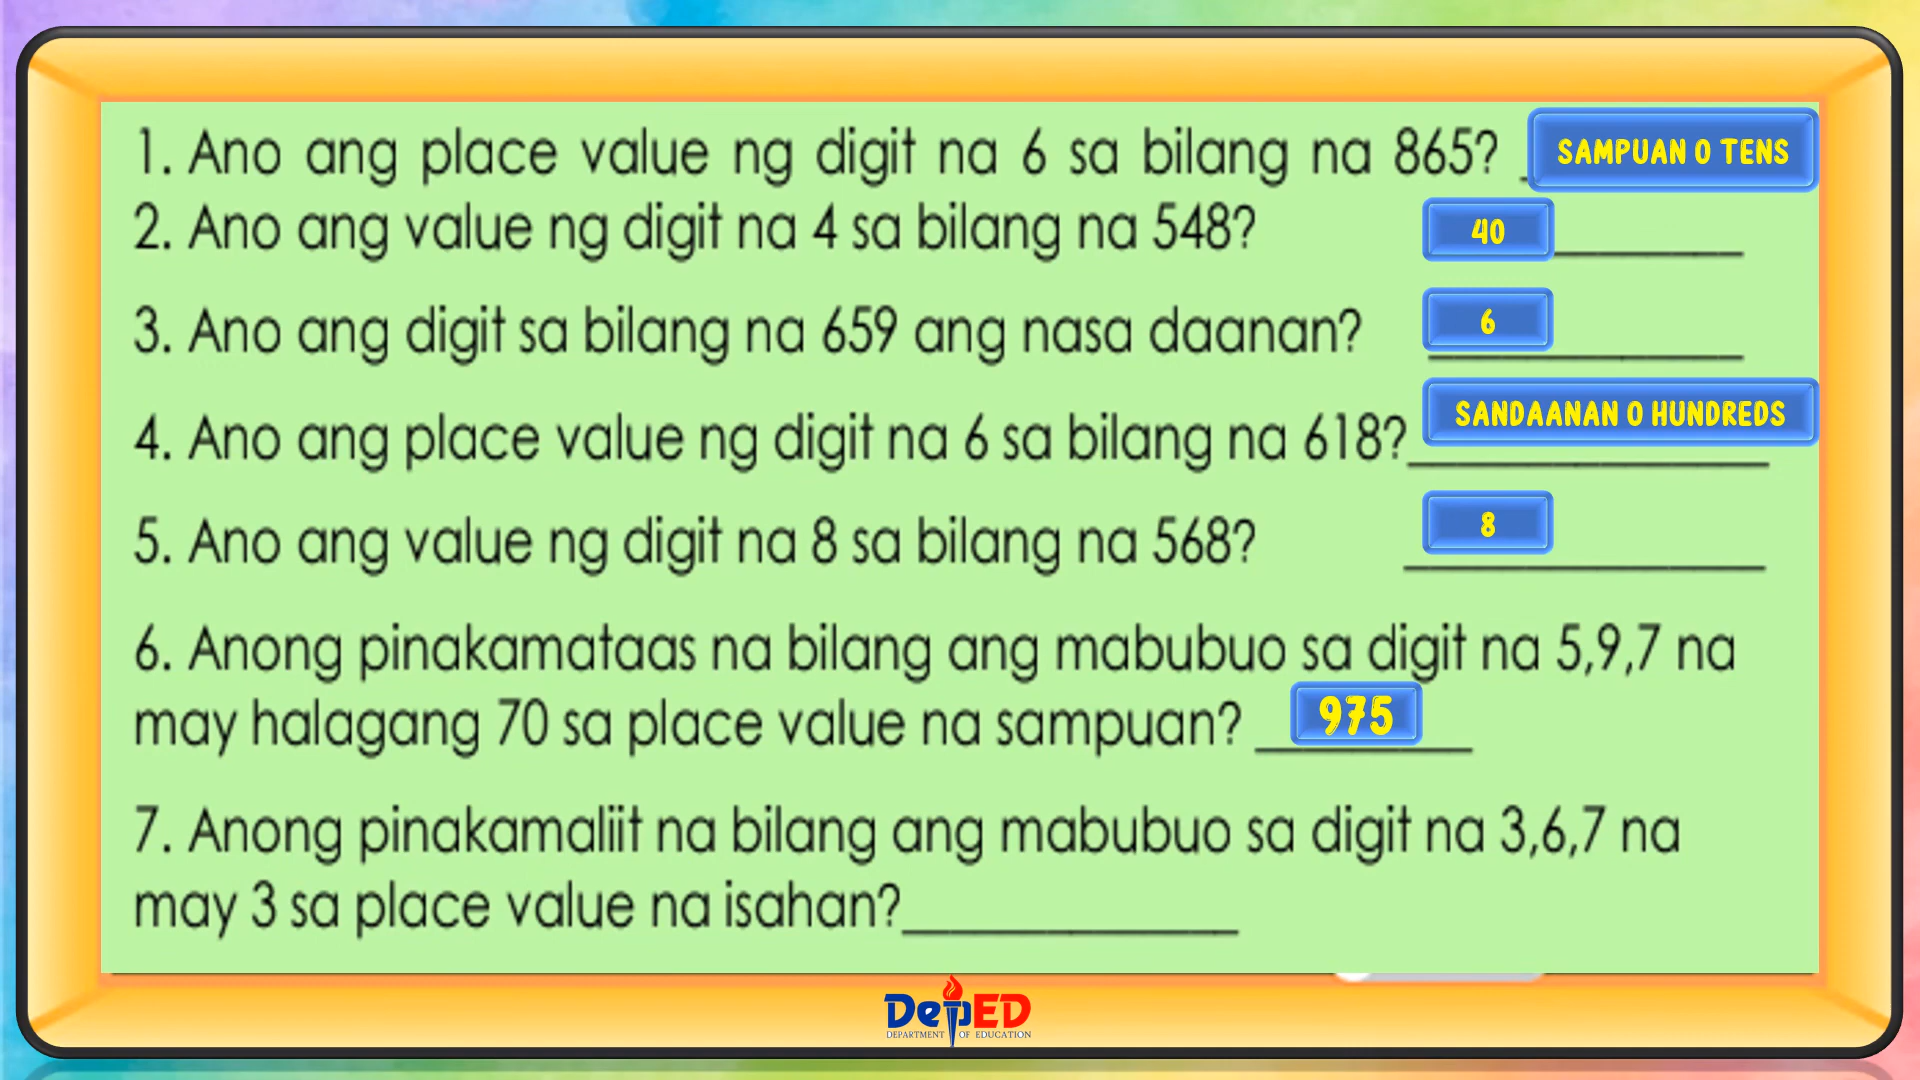 1. Ano ang place value ng digit na 6 sa bilang na 865? _ SAMPUAN O TENS
2. Ano ang value ng digit na 4 sa bilang na 548? 40 ________
3. Ano ang digit sa bilang na 659 ang nasa daanan? 6 ____________
4. Ano ang place value ng digit na 6 sa bilang na 618? SANDAANAN O HUNDREDS ______________
5. Ano ang value ng digit na 8 sa bilang na 568? 8 ______________
6. Anong pinakamataas na bilang ang mabubuo sa digit na 5,9,7 na
may halagang 70 sa place value na sampuan? 975 ________
7. Anong pinakamaliit na bilang ang mabubuo sa digit na 3,6,7 na
may 3 sa place value na isahan?_____________
DepED
DEPARTMENT OF EDUCATION